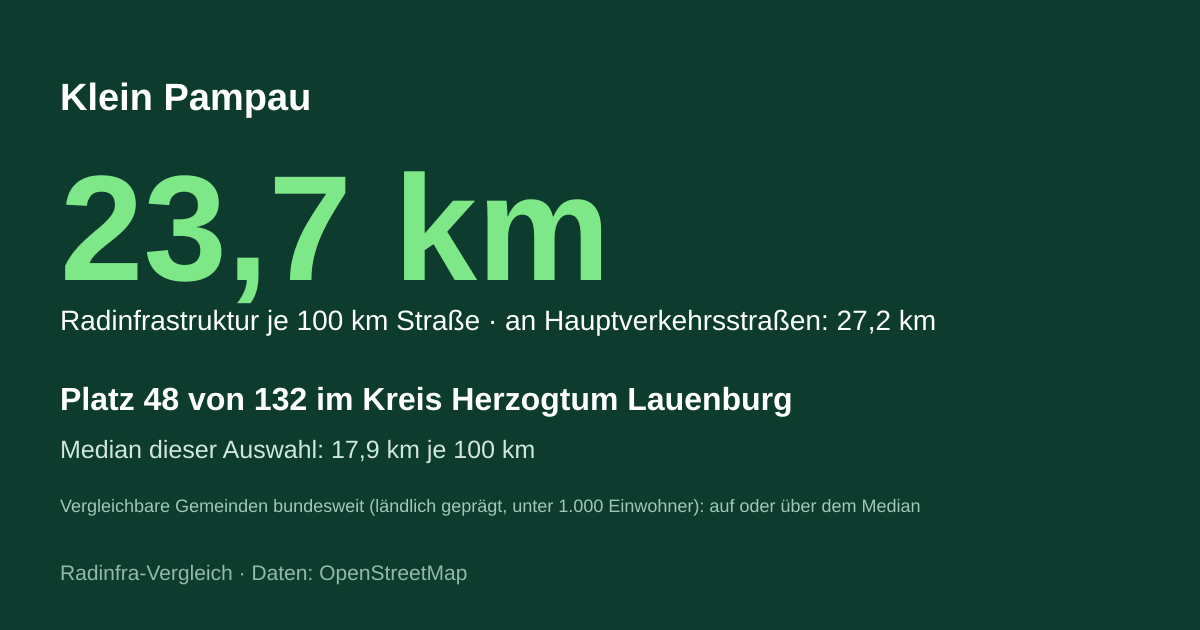 Klein Pampau
23,7 km
Radinfrastruktur je 100 km Straße · an Hauptverkehrsstraßen: 27,2 km
Platz 48 von 132 im Kreis Herzogtum Lauenburg
Median dieser Auswahl: 17,9 km je 100 km
Vergleichbare Gemeinden bundesweit (ländlich geprägt, unter 1.000 Einwohner): auf oder über dem Median
Radinfra-Vergleich · Daten: OpenStreetMap